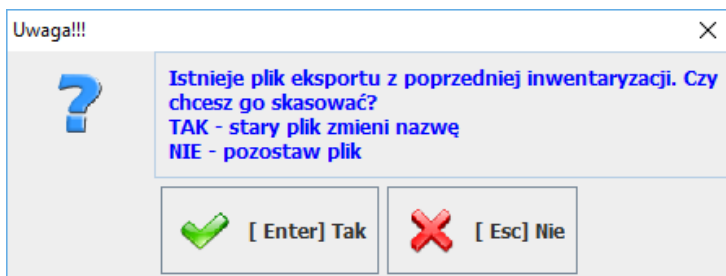 Uwaga!!!
Istnieje plik eksportu z poprzedniej inwentaryzacji. Czy
chcesz go skasować?
TAK - stary plik zmieni nazwę
NIE - pozostaw plik
[ Enter] Tak
[ Esc] Nie